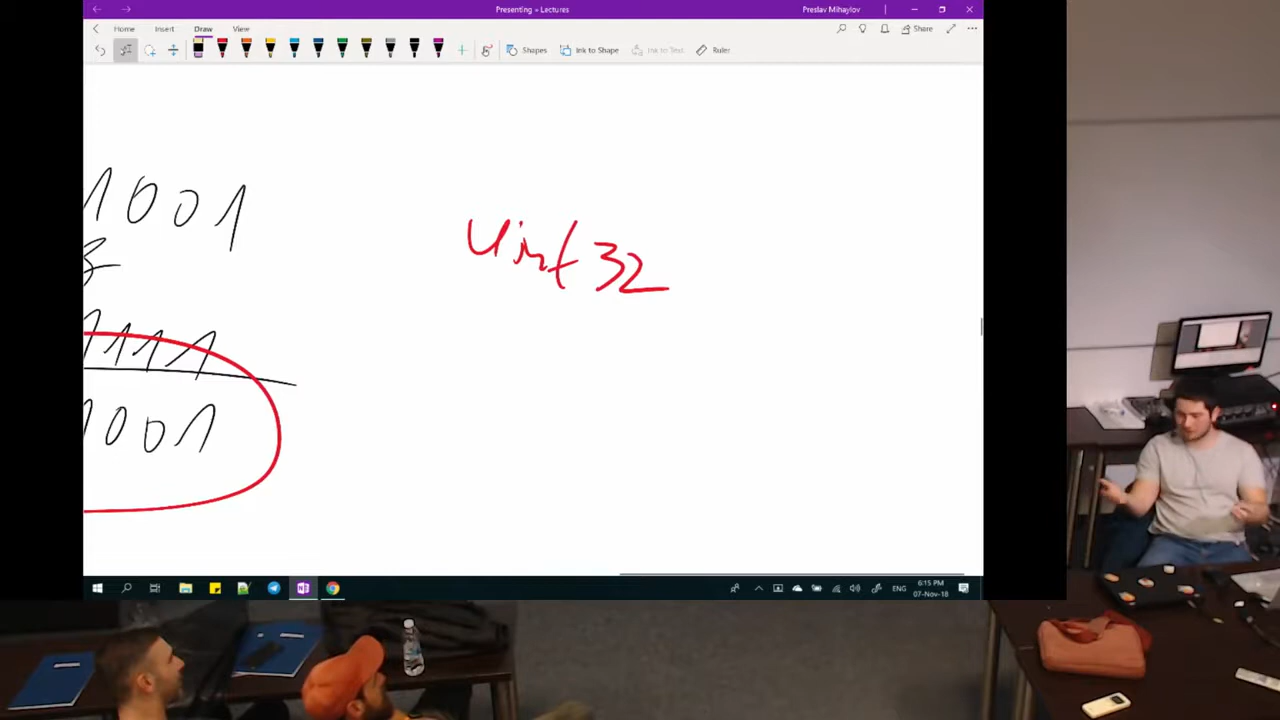 Presenting » Lectures
Preslav Mihaylov
Home Insert Draw View
Share
Shapes Ink to Shape Ink to Text Ruler
11001
&
Uint 32
1111
1001
ENG
6:15 PM
07-Nov-18